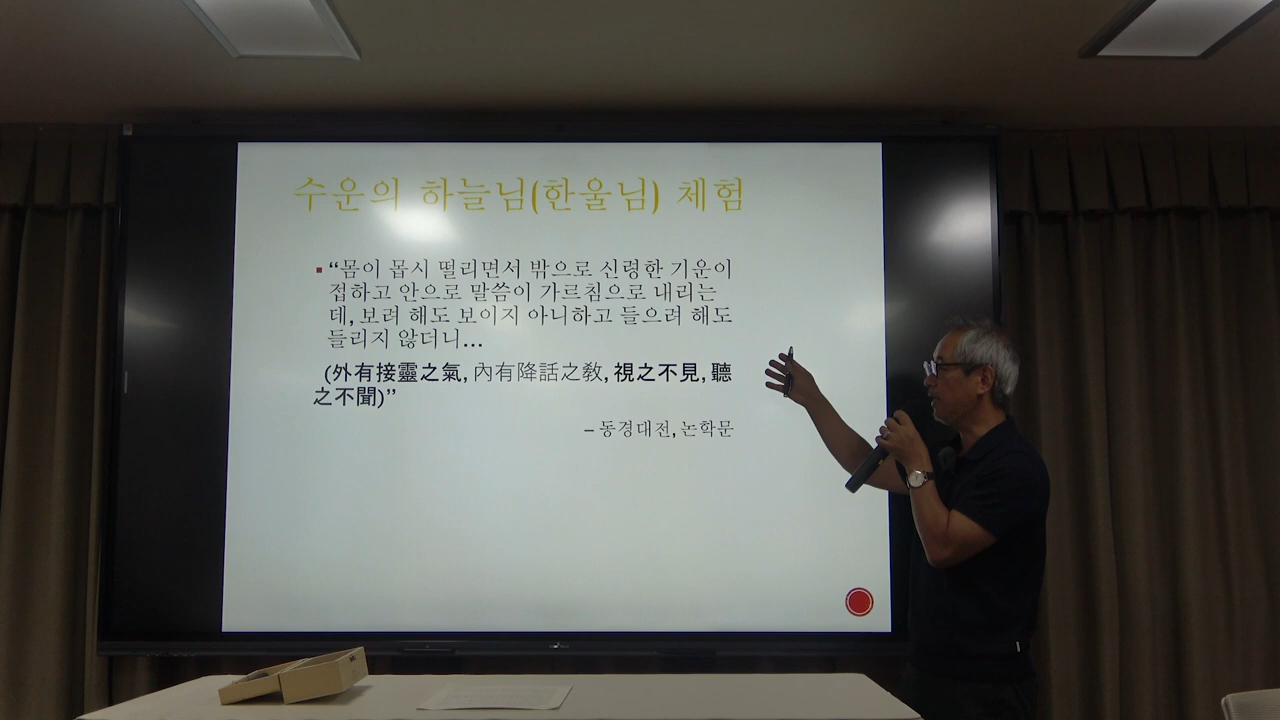 수운의 하늘님(한울님) 체험
“몸이 몹시 떨리면서 밖으로 신령한 기운이
접하고 안으로 말씀이 가르침으로 내리는
데, 보려 해도 보이지 아니하고 들으려 해도
들리지 않더니...
(外有接靈之氣, 內有降話之敎, 視之不見, 聽
之不聞)”
– 동경대전, 논학문